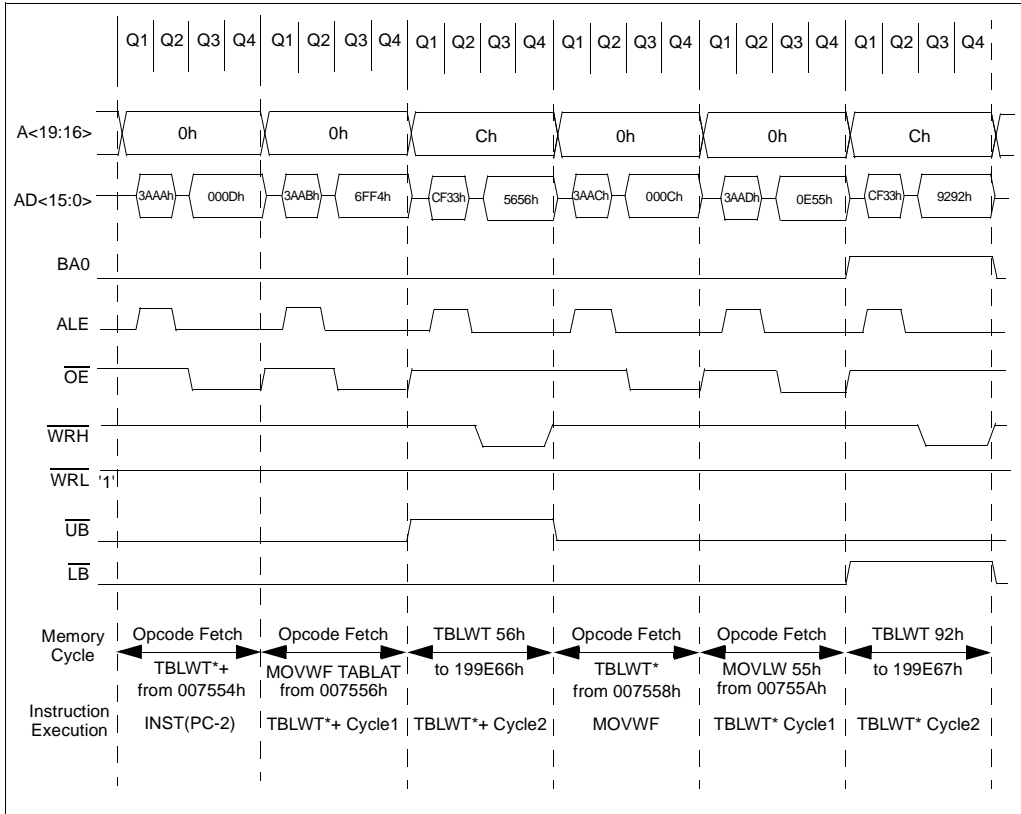 Q1 Q2 Q3 Q4 Q1 Q2 Q3 Q4 Q1 Q2 Q3 Q4 Q1 Q2 Q3 Q4 Q1 Q2 Q3 Q4 Q1 Q2 Q3 Q4
A<19:16> 0h 0h Ch 0h 0h Ch
AD<15:0> 3AAAh 000Dh 3AABh 6FF4h CF33h 5656h 3AACh 000Ch 3AADh 0E55h CF33h 9292h
BA0
ALE
OE
WRH
WRL '1'
UB
LB
Memory Cycle
Opcode Fetch
TBLWT*+
from 007554h
Opcode Fetch
MOVWF TABLAT
from 007556h
TBLWT 56h
to 199E66h
Opcode Fetch
TBLWT*
from 007558h
Opcode Fetch
MOVLW 55h
from 00755Ah
TBLWT 92h
to 199E67h
Instruction Execution
INST(PC-2) TBLWT*+ Cycle1 TBLWT*+ Cycle2 MOVWF TBLWT* Cycle1 TBLWT* Cycle2